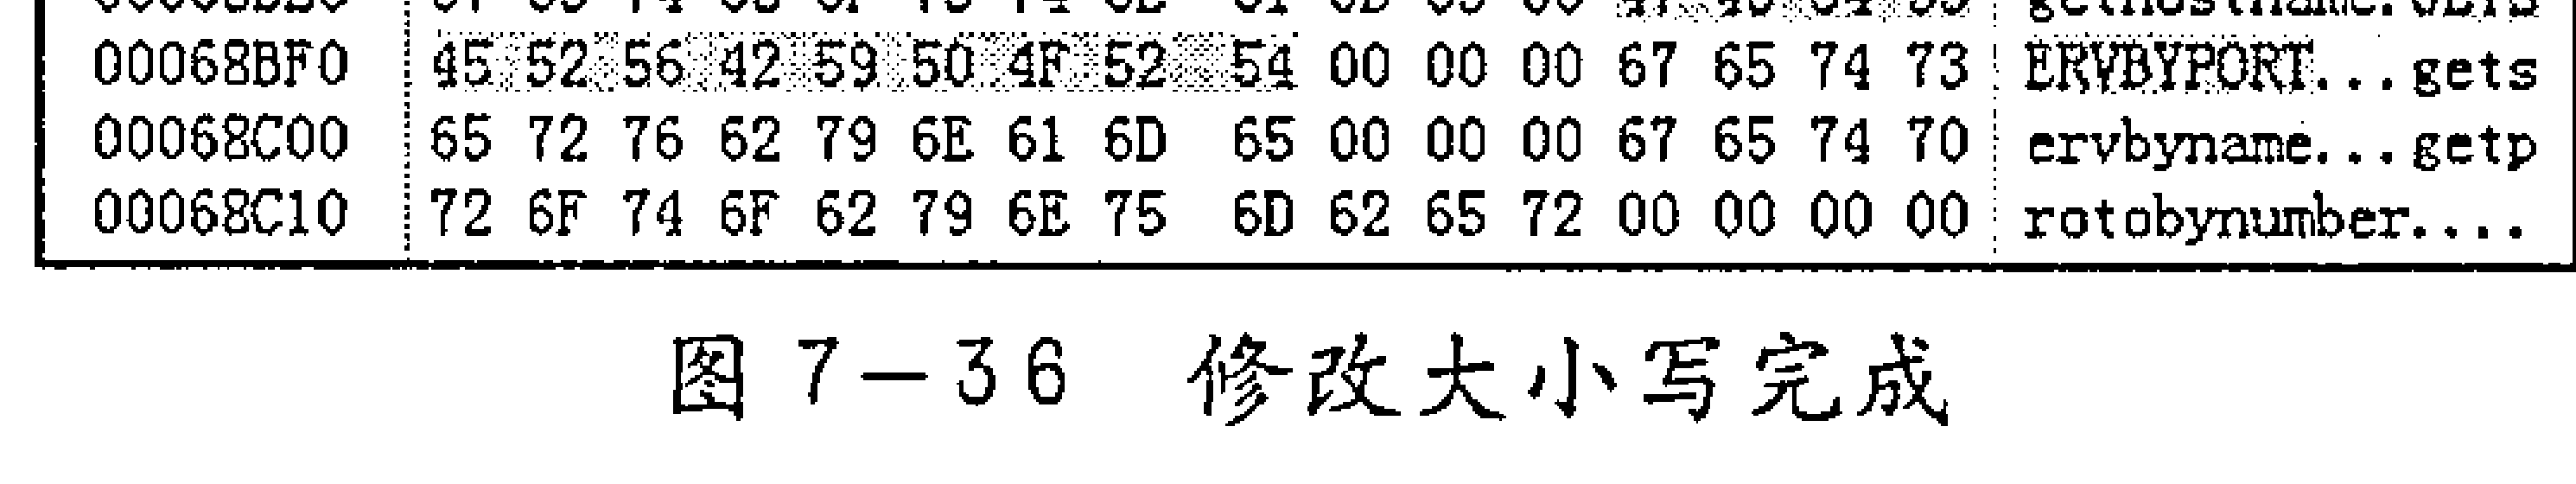 00068BF0 45 52 56 42 59 50 4F 52 54 00 00 00 67 65 74 73 ERVBYPORT...gets
00068C00 65 72 76 62 79 6E 61 6D 65 00 00 00 67 65 74 70 ervbyname...getp
00068C10 72 6F 74 6F 62 79 6E 75 6D 62 65 72 00 00 00 00 rotobynumber....
图 7-36 修改大小写完成